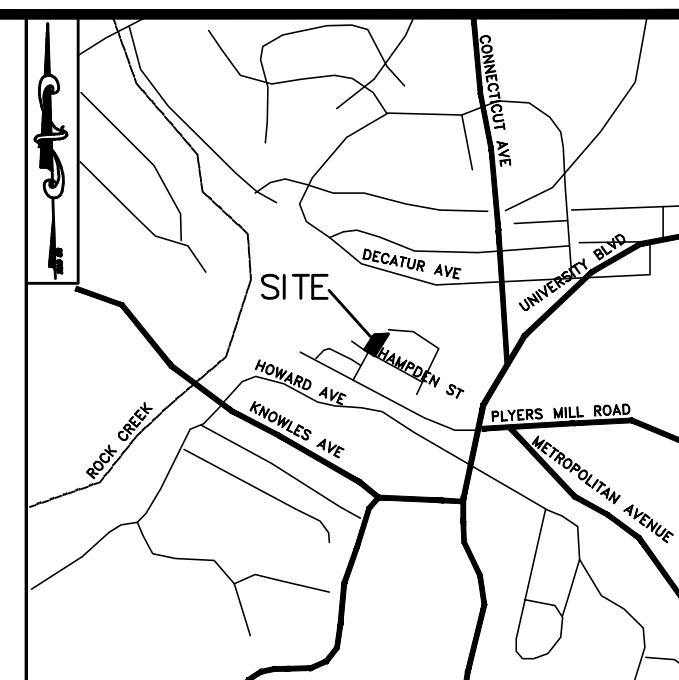 CONNECTICUT AVE
UNIVERSITY BLVD
DECATUR AVE
SITE
HAMPDEN ST
HOWARD AVE
KNOWLES AVE
ROCK CREEK
PLYERS MILL ROAD
METROPOLITAN AVENUE